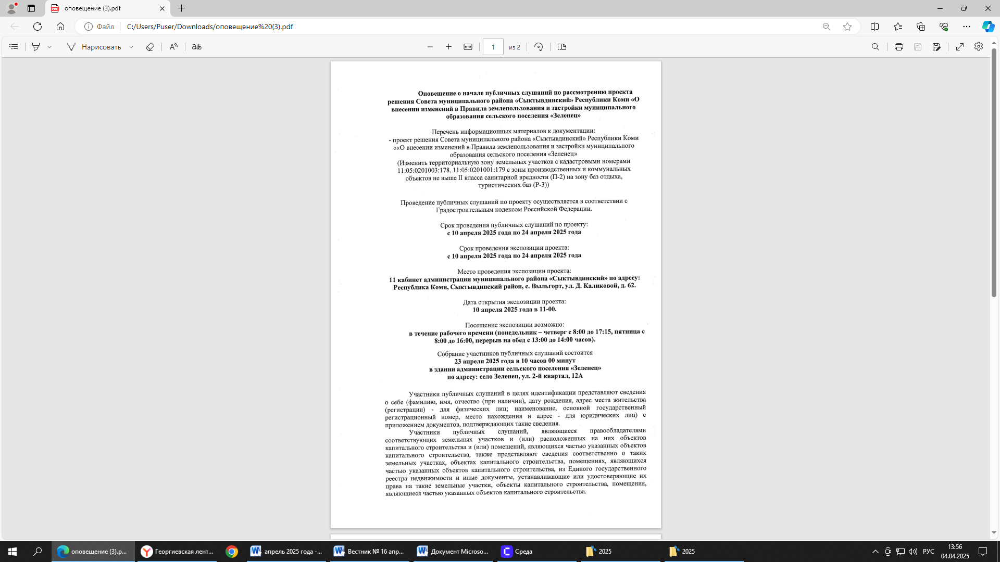 оповещение (3).pdf
Файл
C:/Users/Puser/Downloads/оповещение%20(3).pdf
Нарисовать
1
из 2
Оповещение о начале публичных слушаний по рассмотрению проекта
решения Совета муниципального района «Сыктывдинский» Республики Коми «О
внесении изменений в Правила землепользования и застройки муниципального
образования сельского поселения «Зеленец»
Перечень информационных материалов к документации:
- проект решения Совета муниципального района «Сыктывдинский» Республики Коми
««О внесении изменений в Правила землепользования и застройки муниципального
образования сельского поселения «Зеленец»
(Изменить территориальную зону земельных участков с кадастровыми номерами
11:05:0201003:178, 11:05:0201001:179 с зоны производственных и коммунальных
объектов не выше II класса санитарной вредности (П-2) на зону баз отдыха,
туристических баз (Р-3))
Проведение публичных слушаний по проекту осуществляется в соответствии с
Градостроительным кодексом Российской Федерации.
Срок проведения публичных слушаний по проекту:
с 10 апреля 2025 года по 24 апреля 2025 года
Срок проведения экспозиции проекта:
с 10 апреля 2025 года по 24 апреля 2025 года
Место проведения экспозиции проекта:
11 кабинет администрации муниципального района «Сыктывдинский» по адресу:
Республика Коми, Сыктывдинский район, с. Выльгорт, ул. Д. Каликовой, д. 62.
Дата открытия экспозиции проекта:
10 апреля 2025 года в 11-00.
Посещение экспозиции возможно:
в течение рабочего времени (понедельник – четверг с 8:00 до 17:15, пятница с
8:00 до 16:00, перерыв на обед с 13:00 до 14:00 часов).
Собрание участников публичных слушаний состоится
23 апреля 2025 года в 10 часов 00 минут
в здании администрации сельского поселения «Зеленец»
по адресу: село Зеленец, ул. 2-й квартал, 12А
Участники публичных слушаний в целях идентификации представляют сведения
о себе (фамилию, имя, отчество (при наличии), дату рождения, адрес места жительства
(регистрации) - для физических лиц; наименование, основной государственный
регистрационный номер, место нахождения и адрес - для юридических лиц) с
приложением документов, подтверждающих такие сведения.
Участники публичных слушаний, являющиеся правообладателями
соответствующих земельных участков и (или) расположенных на них объектов
капитального строительства и (или) помещений, являющихся частью указанных объектов
капитального строительства, также представляют сведения соответственно о таких
земельных участках, объектах капитального строительства, помещениях, являющихся
частью указанных объектов капитального строительства, из Единого государственного
реестра недвижимости и иные документы, устанавливающие или удостоверяющие их
права на такие земельные участки, объекты капитального строительства, помещения,
являющиеся частью указанных объектов капитального строительства.
оповещение (3).p...
Георгиевская лент...
апрель 2025 года -...
Вестник № 16 апр...
Документ Microso...
Среда
2025
2025
РУС
13:56
04.04.2025